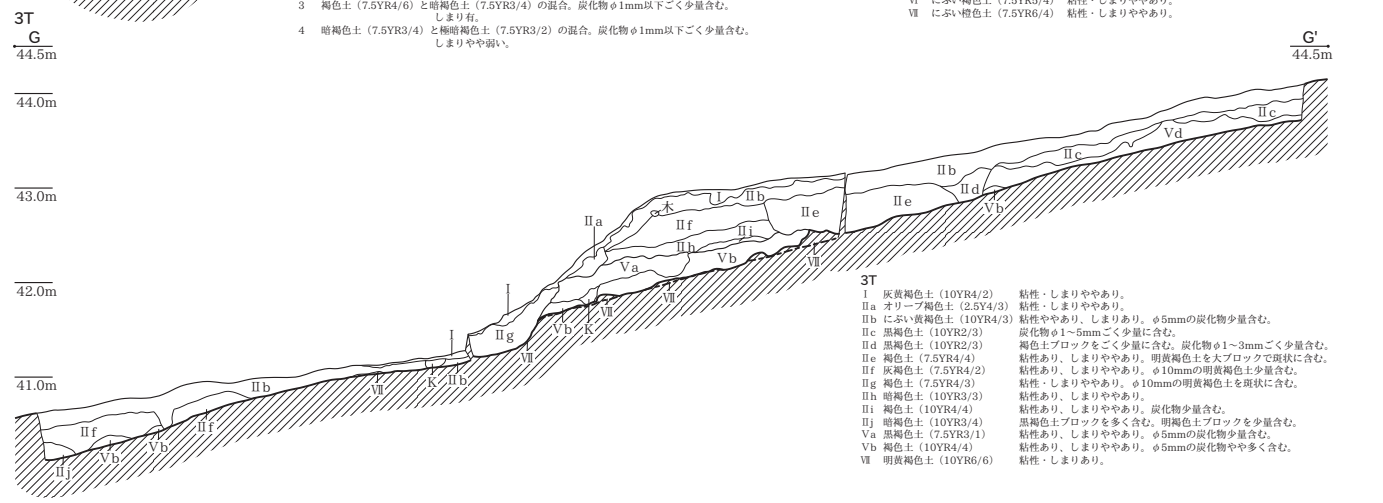 3 褐色土（7.5YR4/6）と暗褐色土（7.5YR3/4）の混合。炭化物φ1mm以下ごく少量含む。
しまり有。
4 暗褐色土（7.5YR3/4）と極暗褐色土（7.5YR3/2）の混合。炭化物φ1mm以下ごく少量含む。
しまりやや弱い。
Ⅶ にぶい橙色土（7.5YR6/4） 粘性・しまりややあり。
3T
G
44.5m
G'
44.5m
44.0m
43.0m
42.0m
41.0m
Ⅱc
Ⅴd
Ⅱc
Ⅱb
Ⅱd
Ⅱe
Ⅴb
Ⅰ
Ⅱb
木
Ⅱe
Ⅱa
Ⅱf
Ⅱi
Ⅱh
Ⅴb
Ⅴa
Ⅶ
Ⅶ
Ⅶ
Ⅰ
Ⅴb
K
Ⅱg
Ⅰ
Ⅶ
K
Ⅱb
Ⅶ
Ⅱb
Ⅱf
Ⅱf
Ⅴb
Ⅴb
Ⅱj
3T
Ⅰ 灰黄褐色土（10YR4/2） 粘性・しまりややあり。
Ⅱa オリーブ褐色土（2.5Y4/3） 粘性・しまりややあり。
Ⅱb にぶい黄褐色土（10YR4/3） 粘性ややあり、しまりあり。φ5mmの炭化物少量含む。
Ⅱc 黒褐色土（10YR2/3） 炭化物φ1～5mmごく少量に含む。
Ⅱd 黒褐色土（10YR2/3） 褐色土ブロックをごく少量に含む。炭化物φ1～3mmごく少量含む。
Ⅱe 褐色土（7.5YR4/4） 粘性あり、しまりややあり。明黄褐色土を大ブロックで斑状に含む。
Ⅱf 灰褐色土（7.5YR4/2） 粘性あり、しまりややあり。φ10mmの明黄褐色土少量含む。
Ⅱg 褐色土（7.5YR4/3） 粘性・しまりややあり。φ10mmの明黄褐色土を斑状に含む。
Ⅱh 暗褐色土（10YR3/3） 粘性あり、しまりややあり。
Ⅱi 褐色土（10YR4/4） 粘性あり、しまりややあり。炭化物少量含む。
Ⅱj 暗褐色土（10YR3/4） 黒褐色土ブロックを多く含む。明褐色土ブロックを少量含む。
Ⅴa 黒褐色土（7.5YR3/1） 粘性あり、しまりややあり。φ5mmの炭化物少量含む。
Ⅴb 褐色土（10YR4/4） 粘性あり、しまりややあり。φ5mmの炭化物やや多く含む。
Ⅶ 明黄褐色土（10YR6/6） 粘性・しまりあり。